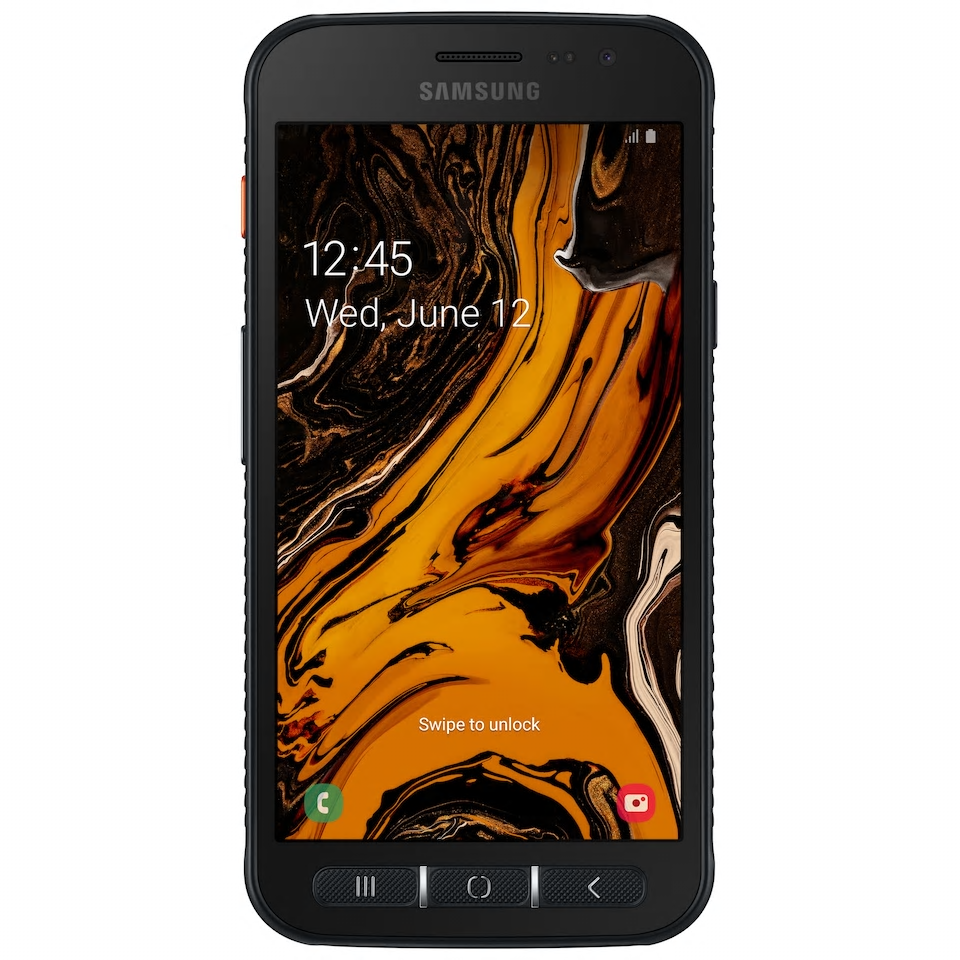 SAMSUNG
12:45
Wed, June 12
Swipe to unlock